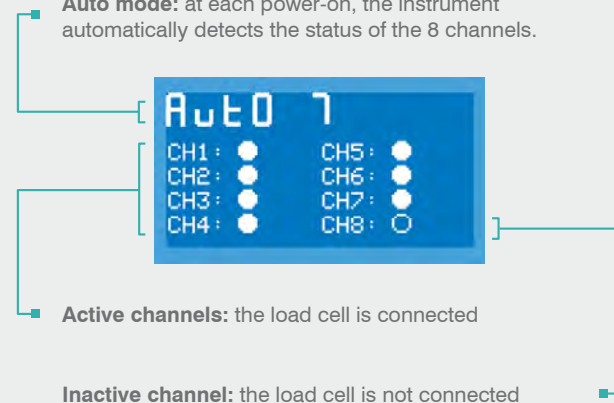 Auto mode: at each power-on, the instrument
automatically detects the status of the 8 channels.
AutO 7
CH1: CH5:
CH2: CH6:
CH3: CH7:
CH4: CH8:
Active channels: the load cell is connected
Inactive channel: the load cell is not connected